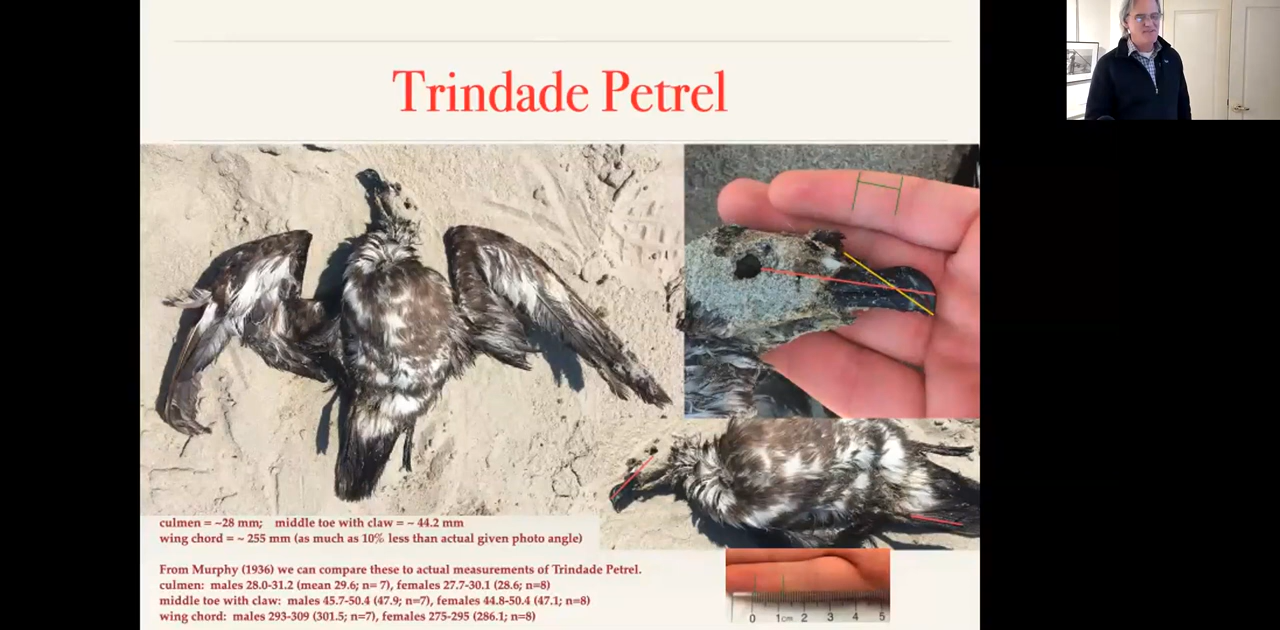 Trindade Petrel
culmen = ~28 mm; middle toe with claw = ~ 44.2 mm
wing chord = ~ 255 mm (as much as 10% less than actual given photo angle)
From Murphy (1936) we can compare these to actual measurements of Trindade Petrel.
culmen: males 28.0-31.2 (mean 29.6; n= 7), females 27.7-30.1 (28.6; n=8)
middle toe with claw: males 45.7-50.4 (47.9; n=7), females 44.8-50.4 (47.1; n=8)
wing chord: males 293-309 (301.5; n=7), females 275-295 (286.1; n=8)
0 1cm 2 3 4 5